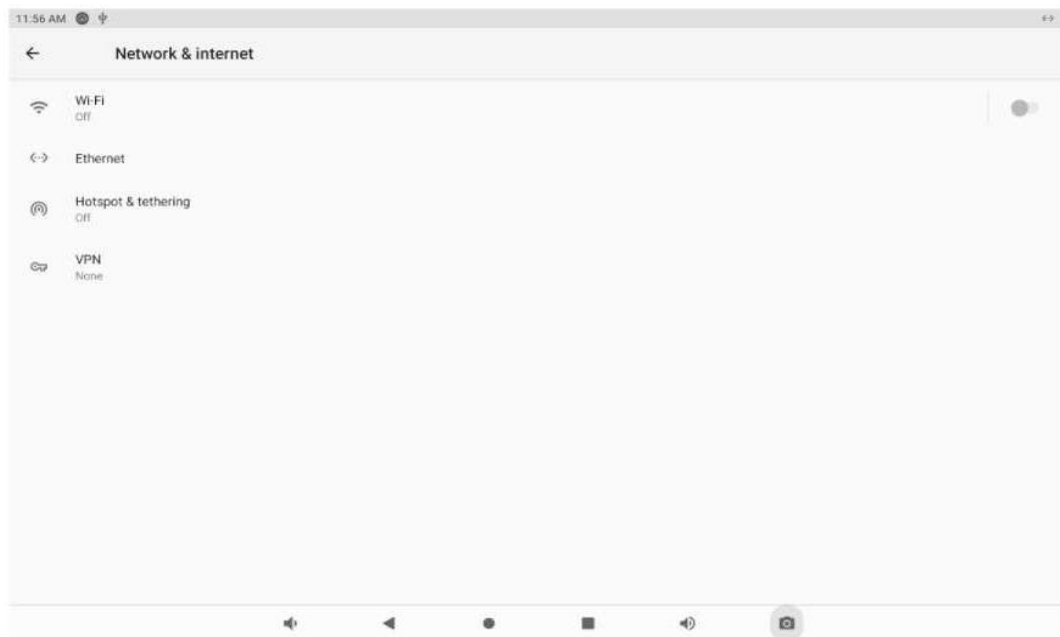 11:56 AM
Network & internet
Wi-Fi
Off
Ethernet
Hotspot & tethering
Off
VPN
None